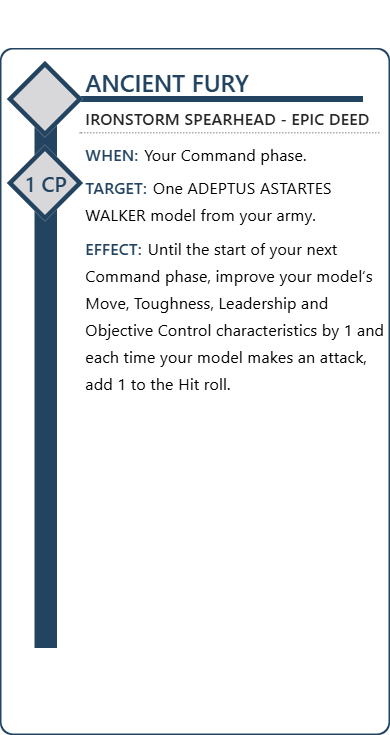 ANCIENT FURY
IRONSTORM SPEARHEAD - EPIC DEED
WHEN: Your Command phase.
1 CP
TARGET: One ADEPTUS ASTARTES
WALKER model from your army.
EFFECT: Until the start of your next
Command phase, improve your model’s
Move, Toughness, Leadership and
Objective Control characteristics by 1 and
each time your model makes an attack,
add 1 to the Hit roll.